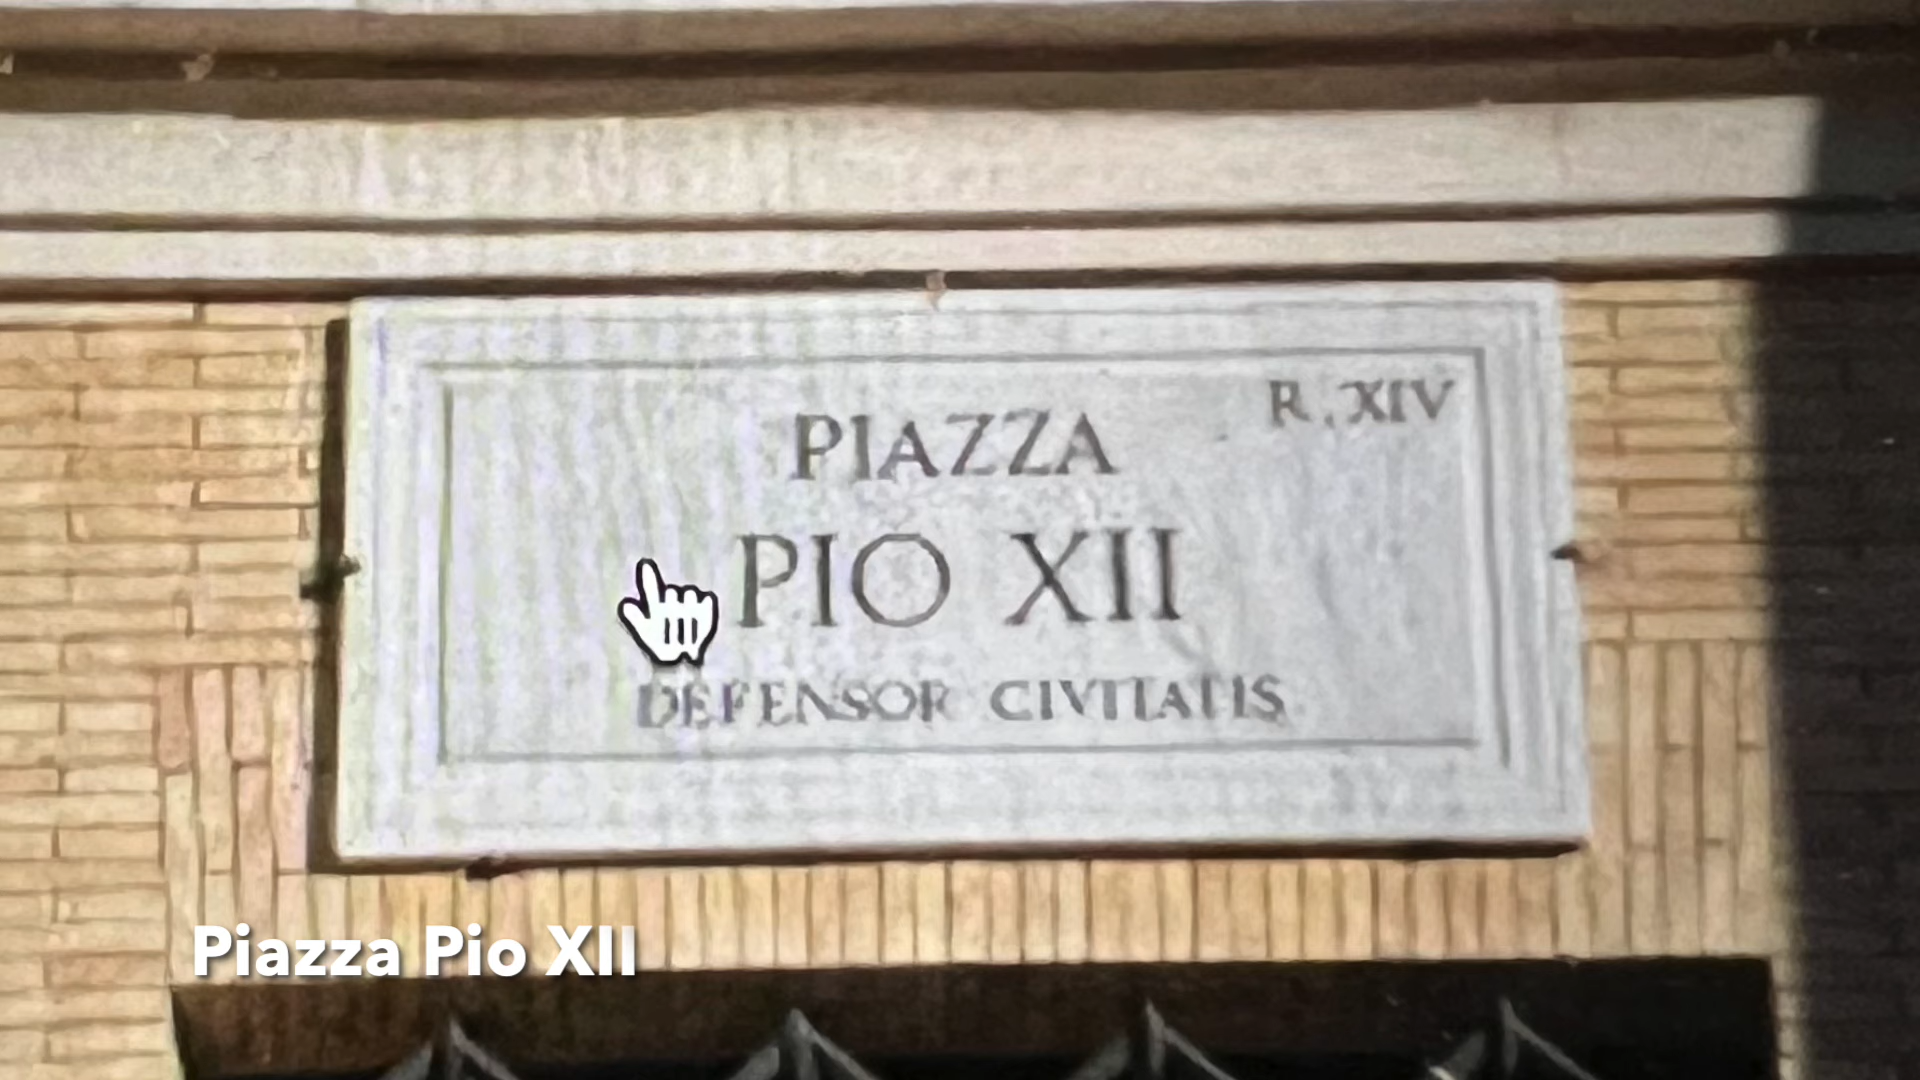 R. XIV
PIAZZA
PIO XII
DEFENSOR CIVITATIS
Piazza Pio XII